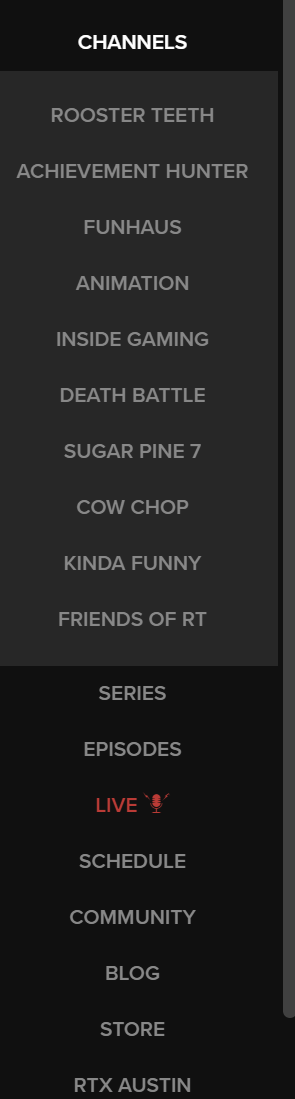 CHANNELS
ROOSTER TEETH
ACHIEVEMENT HUNTER
FUNHAUS
ANIMATION
INSIDE GAMING
DEATH BATTLE
SUGAR PINE 7
COW CHOP
KINDA FUNNY
FRIENDS OF RT
SERIES
EPISODES
LIVE
SCHEDULE
COMMUNITY
BLOG
STORE
RTX AUSTIN